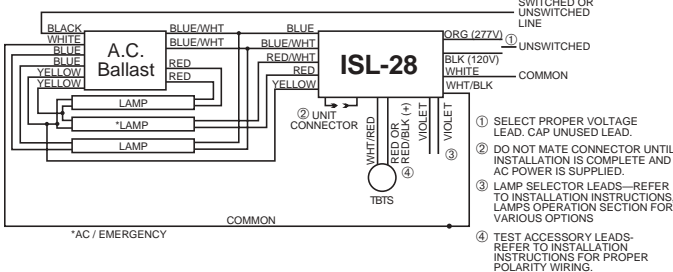 SWITCHED OR
UNSWITCHED
LINE
BLACK
BLUE/WHT
BLUE
ORG (277V)
①
WHITE
BLUE/WHT
BLUE/WHT
UNSWITCHED
BLUE
A.C.
Ballast
RED/WHT
ISL-28
BLK (120V)
BLUE
RED
RED
WHITE
COMMON
YELLOW
RED
YELLOW
WHT/BLK
YELLOW
LAMP
*LAMP
LAMP
② UNIT
CONNECTOR
WHT/RED
RED OR
RED/BLK (+)
VIOLET
VIOLET
③
④
TBTS
COMMON
*AC / EMERGENCY
① SELECT PROPER VOLTAGE
LEAD. CAP UNUSED LEAD.
② DO NOT MATE CONNECTOR UNTIL
INSTALLATION IS COMPLETE AND
AC POWER IS SUPPLIED.
③ LAMP SELECTOR LEADS—REFER
TO INSTALLATION INSTRUCTIONS,
LAMPS OPERATION SECTION FOR
VARIOUS OPTIONS
④ TEST ACCESSORY LEADS-
REFER TO INSTALLATION
INSTRUCTIONS FOR PROPER
POLARITY WIRING.